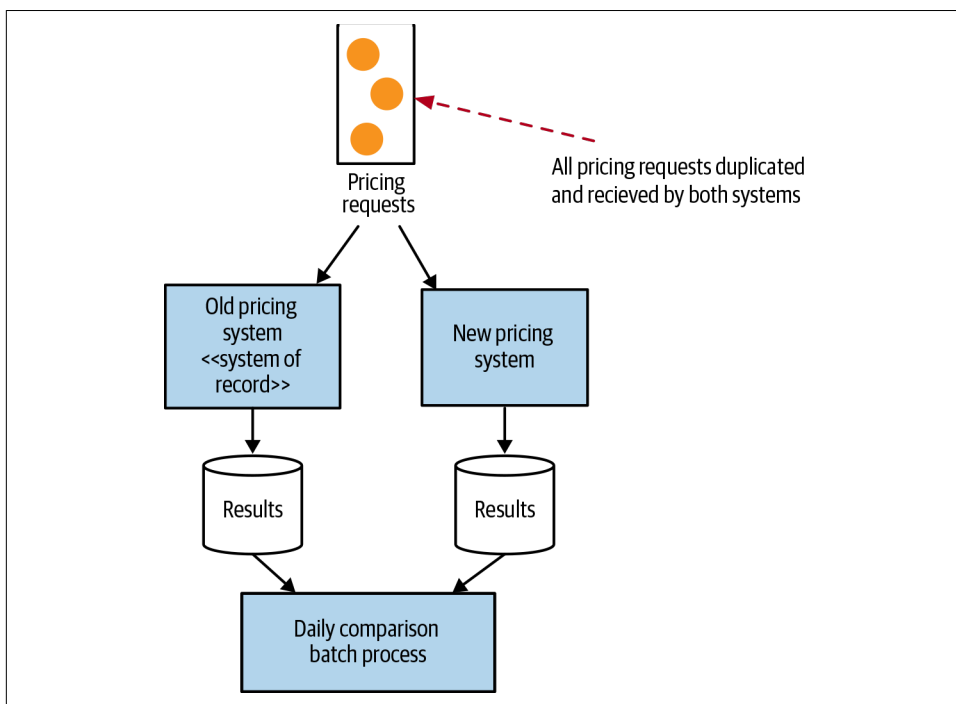 Pricing
requests
All pricing requests duplicated
and recieved by both systems
Old pricing
system
<<system of
record>>
New pricing
system
Results
Results
Daily comparison
batch process